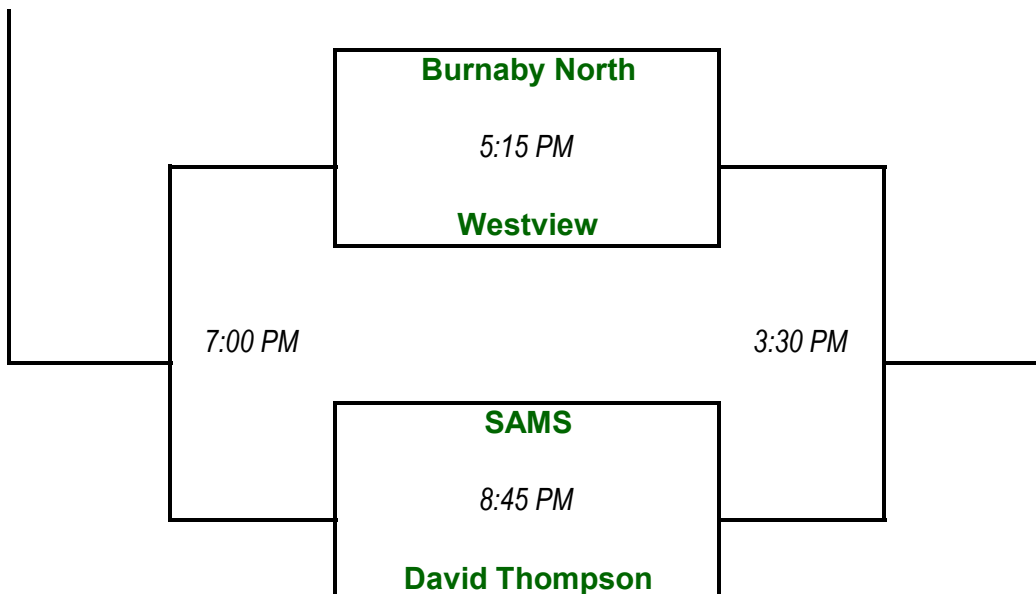 Burnaby North
5:15 PM
Westview
7:00 PM
3:30 PM
SAMS
8:45 PM
David Thompson